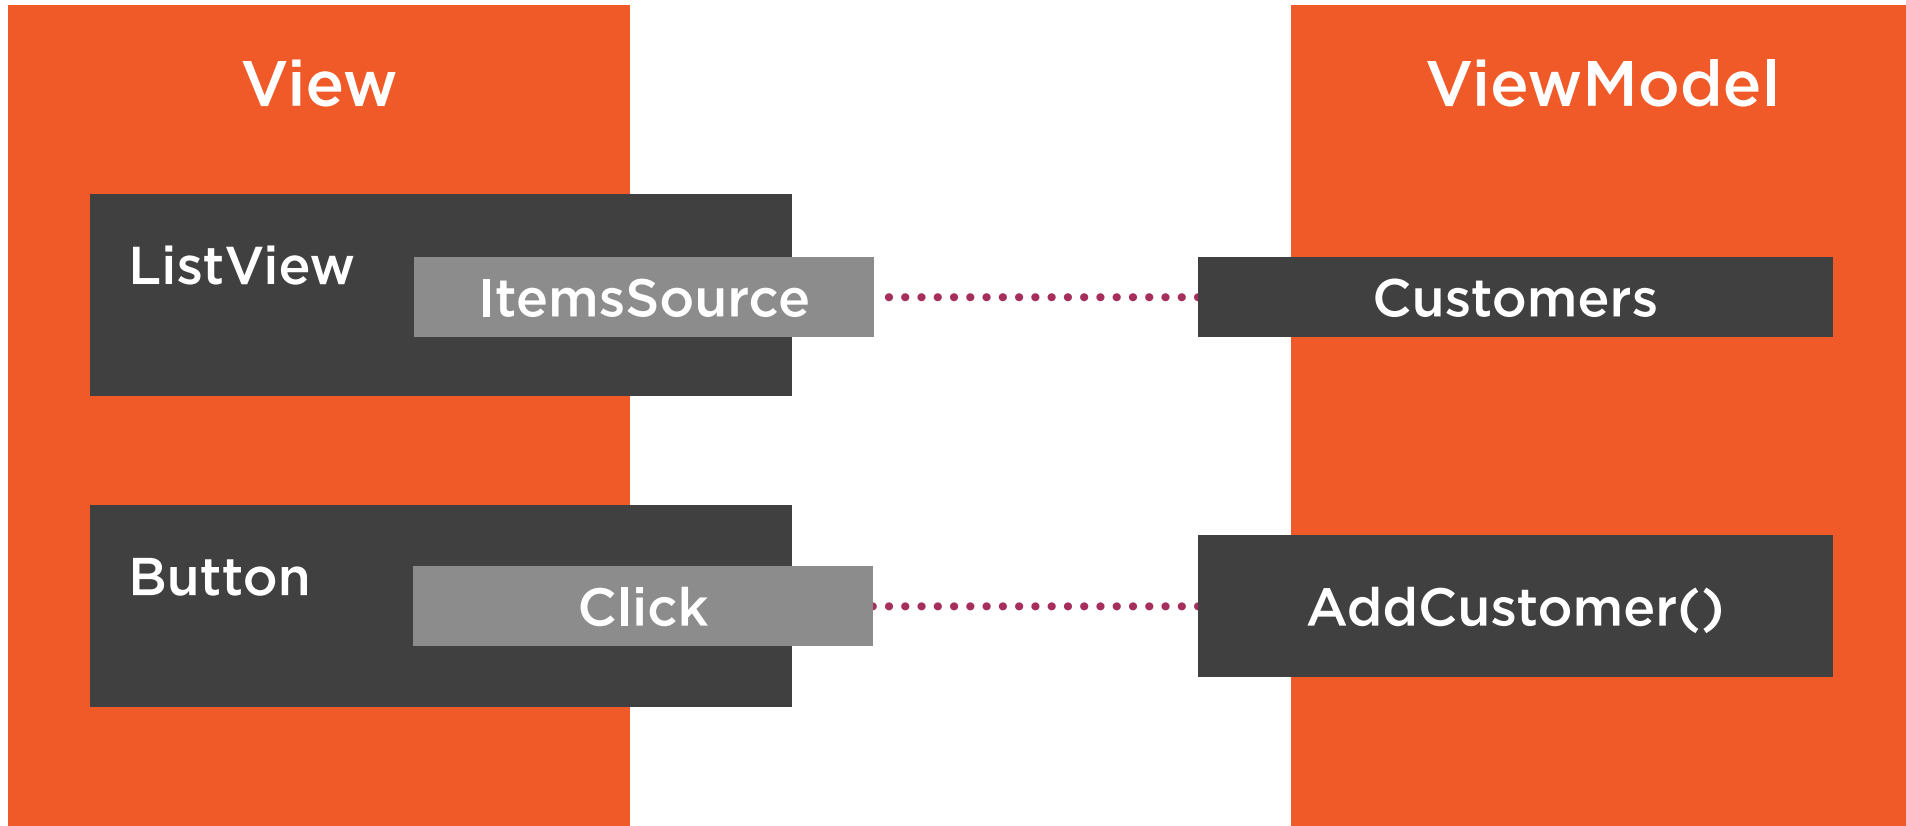 View
ViewModel
ListView
ItemsSource
Customers
Button
Click
AddCustomer()